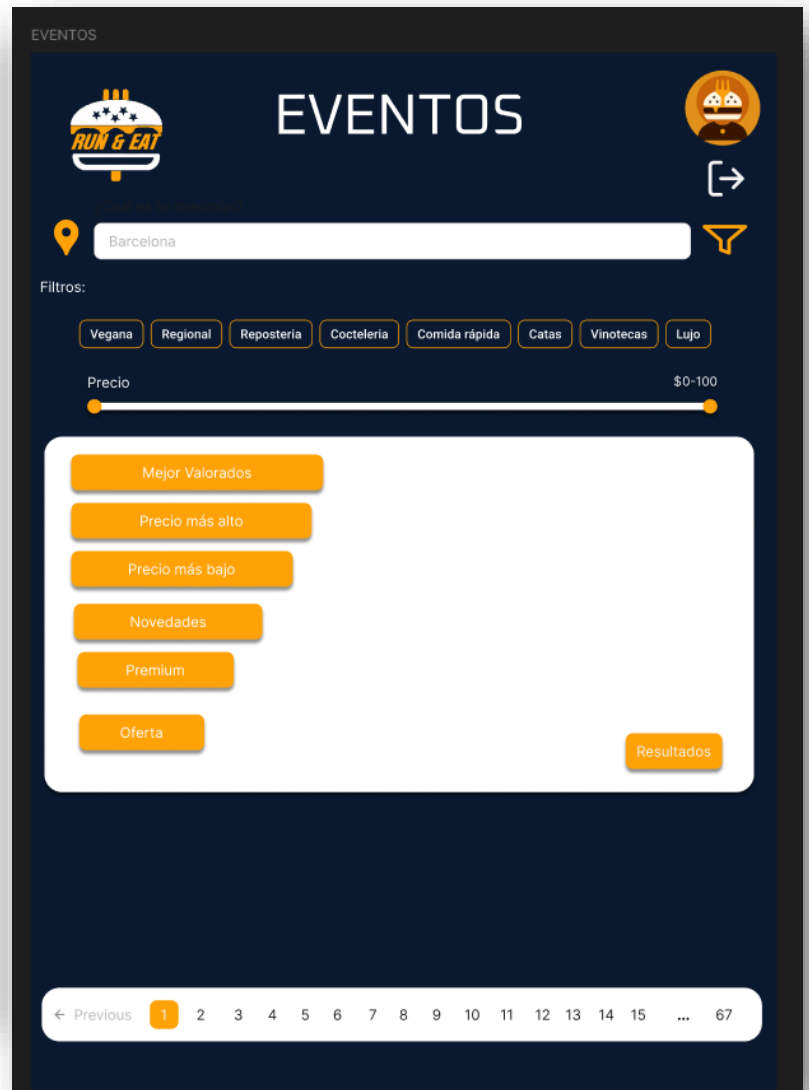 EVENTOS
EVENTOS
RUN & EAT
Barcelona
Filtros:
Vegana Regional Reposteria Cocteleria Comida rápida Catas Vinotecas Lujo
Precio $0-100
Mejor Valorados
Precio más alto
Precio más bajo
Novedades
Premium
Oferta
Resultados
← Previous 1 2 3 4 5 6 7 8 9 10 11 12 13 14 15 ... 67